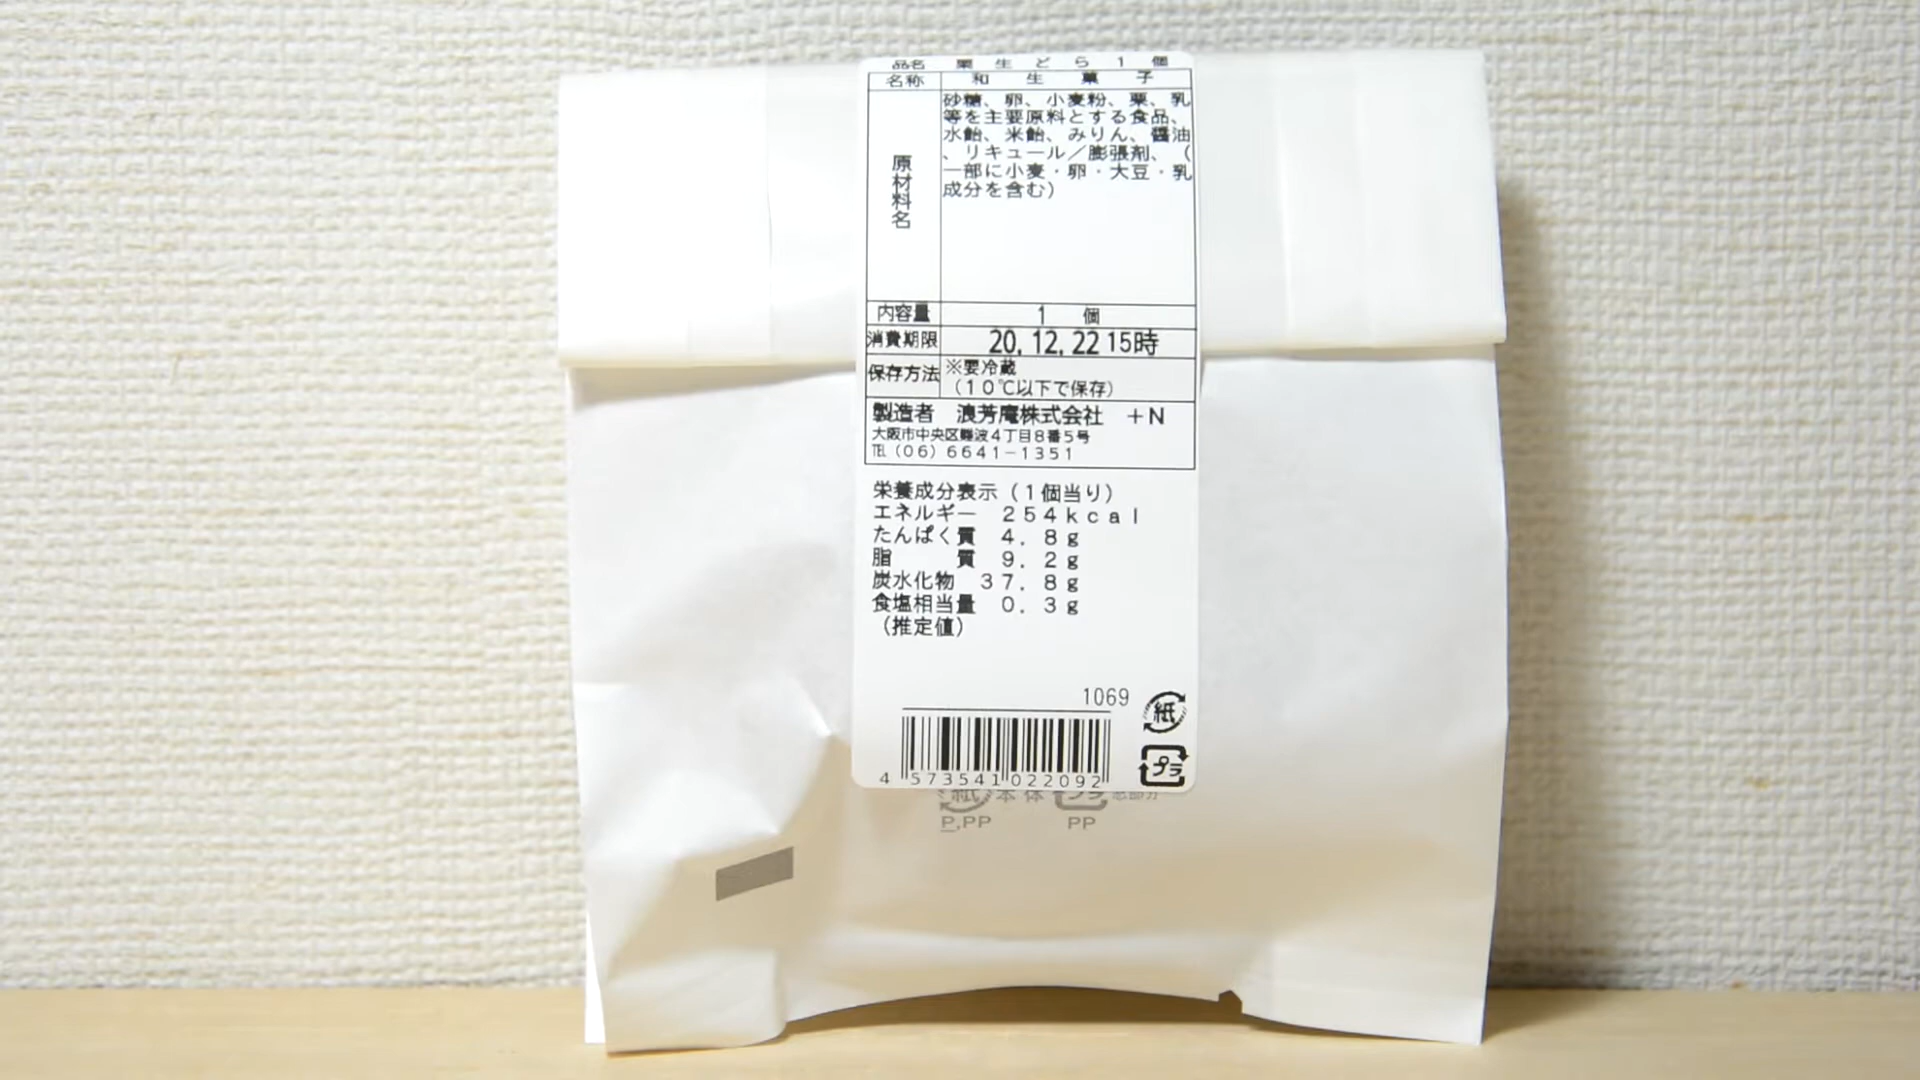 品名 栗生どら1個
名称 和生菓子
原材料名
砂糖、卵、小麦粉、栗、乳
等を主要原料とする食品、
水飴、米飴、みりん、醤油
、リキュール／膨張剤、（
一部に小麦・卵・大豆・乳
成分を含む）
内容量 1個
消費期限 20.12.22 15時
保存方法 ※要冷蔵
（10℃以下で保存）
製造者 浪芳庵株式会社 ＋N
大阪市中央区難波4丁目8番5号
TEL（06）6641－1351
栄養成分表示（1個当り）
エネルギー 254kcal
たんぱく質 4.8g
脂質 9.2g
炭水化物 37.8g
食塩相当量 0.3g
（推定値）
1069
紙
プラ
4 573541 022092
紙 本体 プラ
P,PP PP